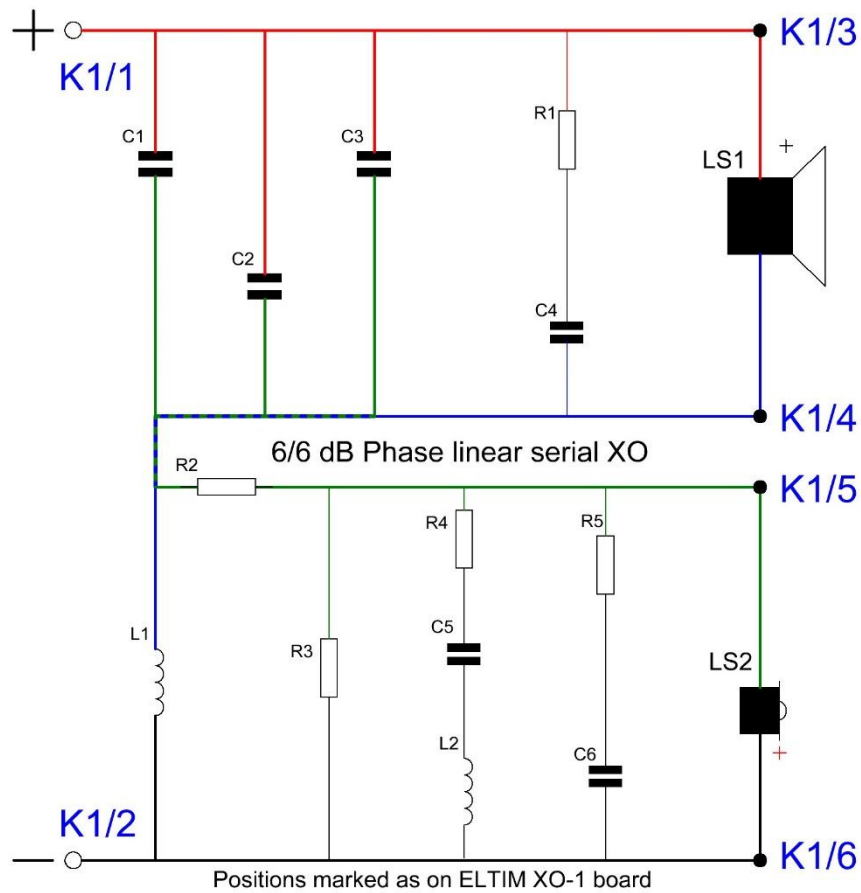 + K1/3
K1/1
C1 C3
R1
LS1 +
C2
C4
K1/4
6/6 dB Phase linear serial XO
R2
K1/5
R4 R5
C5
L1
R3
LS2
L2
C6
+
K1/2
K1/6
Positions marked as on ELTIM XO-1 board